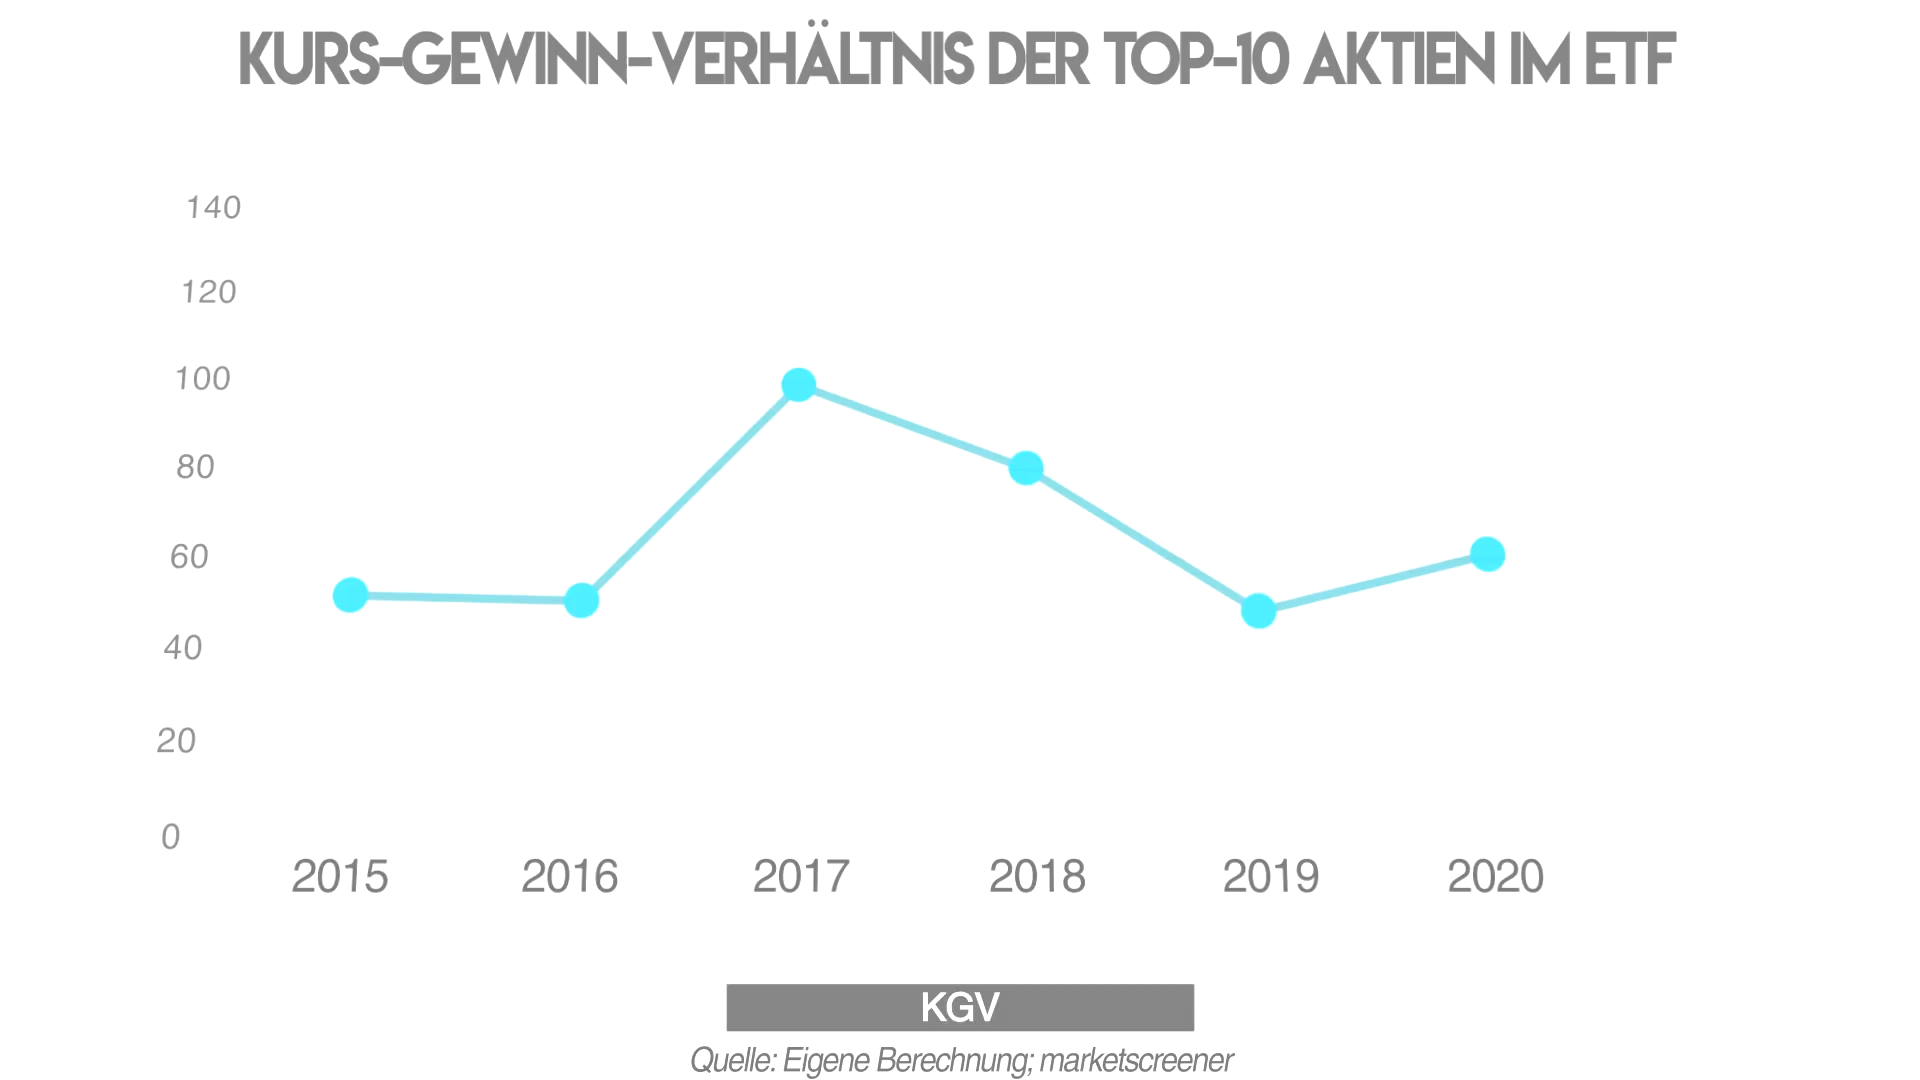 KURS-GEWINN-VERHÄLTNIS DER TOP-10 AKTIEN IM ETF
140
120
100
80
60
40
20
0
2015 2016 2017 2018 2019 2020
KGV
Quelle: Eigene Berechnung; marketscreener